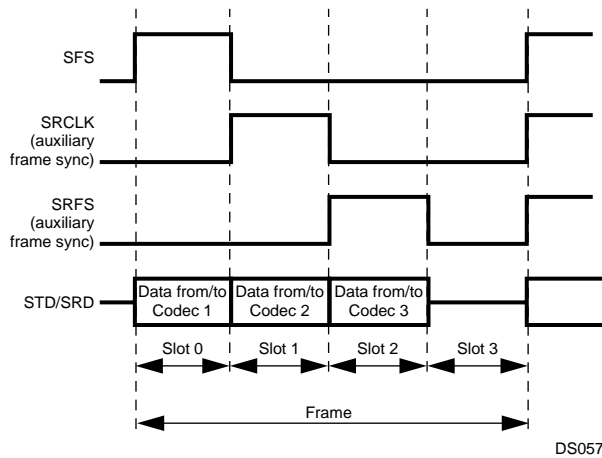 SFS
SRCLK
(auxiliary
frame sync)
SRFS
(auxiliary
frame sync)
STD/SRD
Data from/to
Codec 1
Data from/to
Codec 2
Data from/to
Codec 3
Slot 0
Slot 1
Slot 2
Slot 3
Frame
DS057